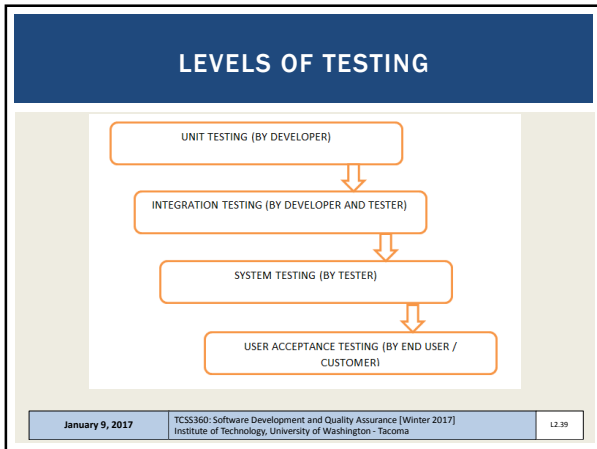 LEVELS OF TESTING
UNIT TESTING (BY DEVELOPER)
INTEGRATION TESTING (BY DEVELOPER AND TESTER)
SYSTEM TESTING (BY TESTER)
USER ACCEPTANCE TESTING (BY END USER /
CUSTOMER)
January 9, 2017
TCSS360: Software Development and Quality Assurance [Winter 2017]
Institute of Technology, University of Washington - Tacoma
L2.39